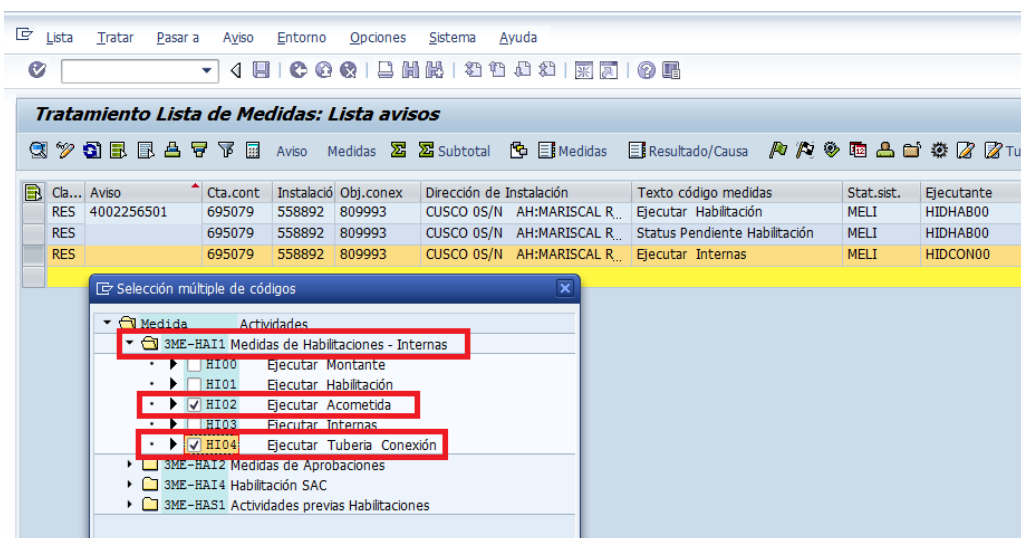 Lista Tratar Pasar a Aviso Entorno Opciones Sistema Ayuda
Tratamiento Lista de Medidas: Lista avisos
Aviso Medidas Subtotal Medidas Resultado/Causa Tu
Cla... Aviso Cta.cont Instalació Obj.conex Dirección de Instalación Texto código medidas Stat.sist. Ejecutante
RES 4002256501 695079 558892 809993 CUSCO 0S/N AH:MARISCAL R... Ejecutar Habilitación MELI HIDHAB00
RES 695079 558892 809993 CUSCO 0S/N AH:MARISCAL R... Status Pendiente Habilitación MELI HIDHAB00
RES 695079 558892 809993 CUSCO 0S/N AH:MARISCAL R... Ejecutar Internas MELI HIDCON00
Selección múltiple de códigos
Medida Actividades
3ME-HAI1 Medidas de Habilitaciones - Internas
HI00 Ejecutar Montante
HI01 Ejecutar Habilitación
HI02 Ejecutar Acometida
HI03 Ejecutar Internas
HI04 Ejecutar Tuberia Conexión
3ME-HAI2 Medidas de Aprobaciones
3ME-HAI4 Habilitación SAC
3ME-HAS1 Actividades previas Habilitaciones